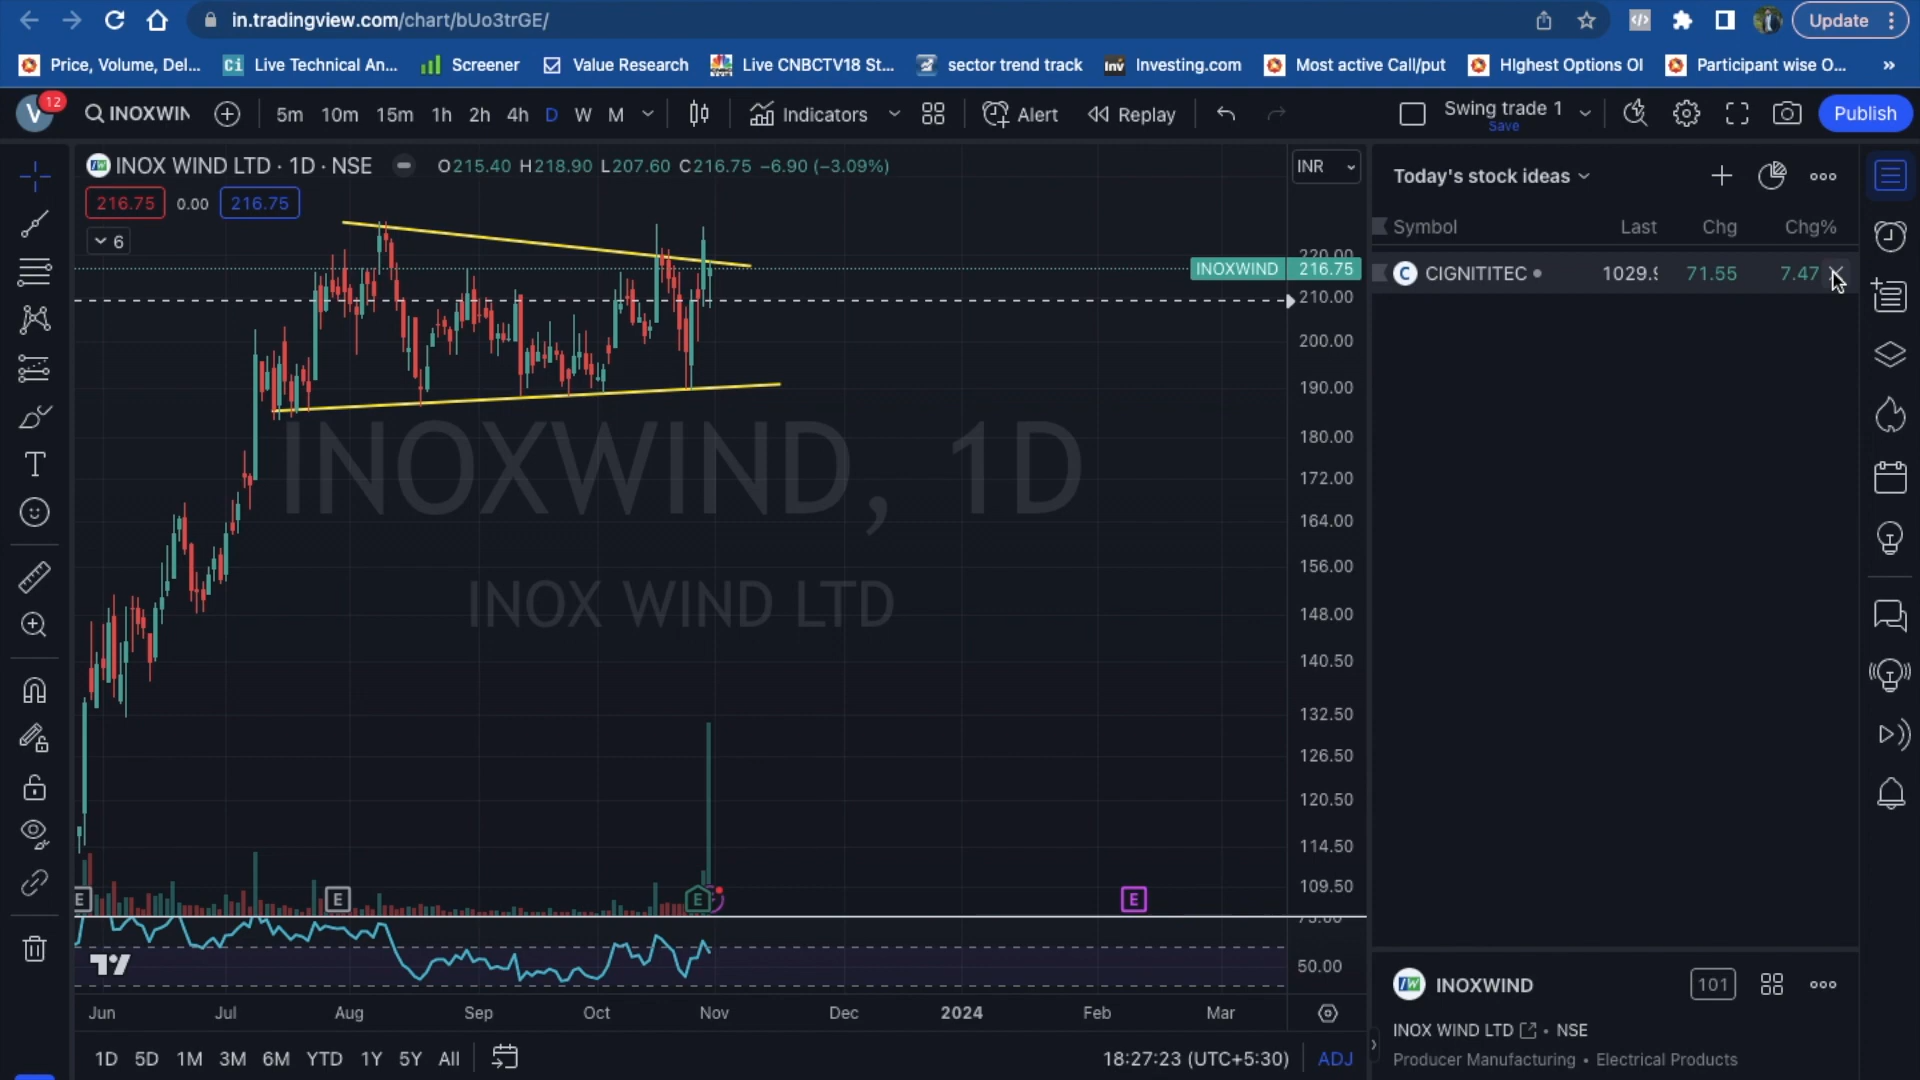 in.tradingview.com/chart/bUo3trGE/
Update
Price, Volume, Del...
Ci Live Technical An...
Screener
Value Research
Live CNBCTV18 St...
sector trend track
Inv Investing.com
Most active Call/put
HIghest Options OI
Participant wise O...
»
V 12
INOXWIN
5m 10m 15m 1h 2h 4h D W M
Indicators
Alert
Replay
Swing trade 1
Save
Publish
INOX WIND LTD · 1D · NSE
O215.40 H218.90 L207.60 C216.75 −6.90 (−3.09%)
INR
216.75 0.00 216.75
6
Today's stock ideas
Symbol Last Chg Chg%
C CIGNITITEC 1029.9 71.55 7.47
220.00
INOXWIND 216.75
210.00
200.00
190.00
180.00
172.00
164.00
156.00
148.00
140.50
132.50
126.50
120.50
114.50
109.50
75.00
50.00
INOXWIND, 1D
INOX WIND LTD
E E E E
Jun Jul Aug Sep Oct Nov Dec 2024 Feb Mar
1D 5D 1M 3M 6M YTD 1Y 5Y All
18:27:23 (UTC+5:30) ADJ
INOXWIND 101
INOX WIND LTD • NSE
Producer Manufacturing • Electrical Products